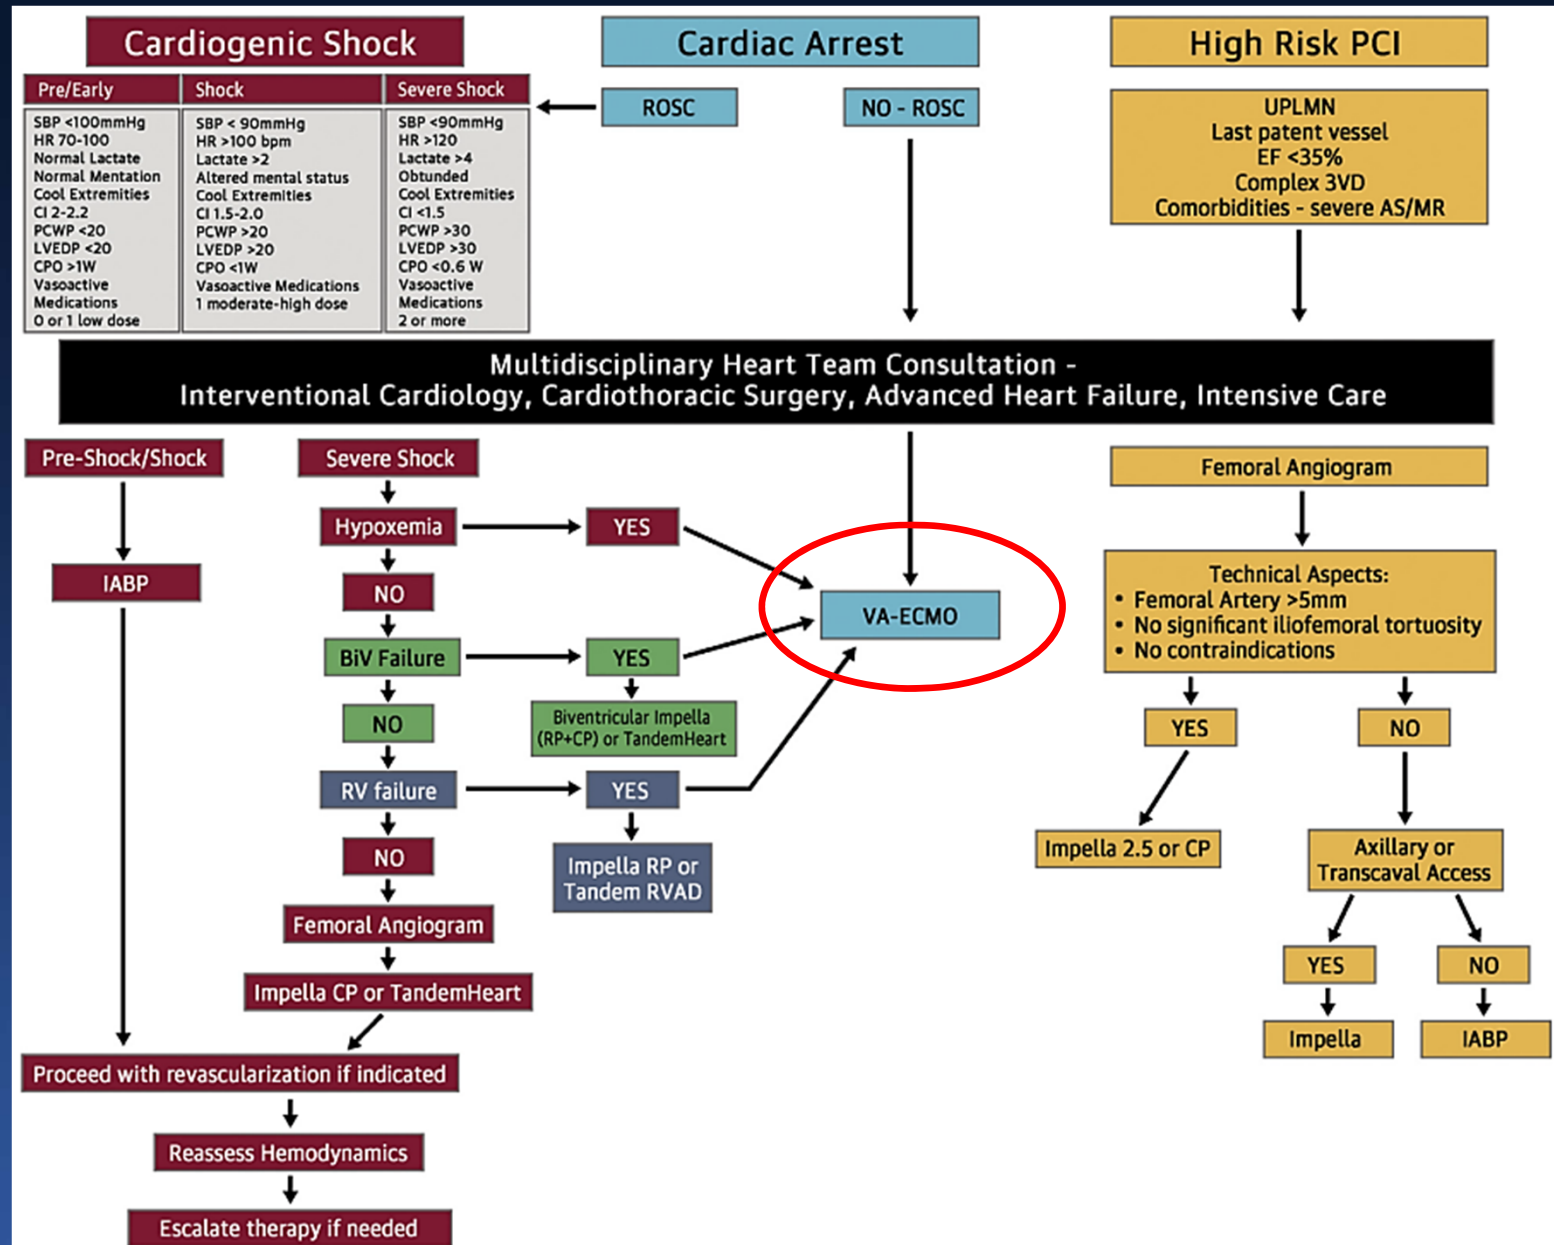 Cardiogenic Shock
Pre/Early
SBP <100mmHg
HR 70-100
Normal Lactate
Normal Mentation
Cool Extremities
CI 2-2.2
PCWP <20
LVEDP <20
CPO >1W
Vasoactive
Medications
0 or 1 low dose
Shock
SBP < 90mmHg
HR >100 bpm
Lactate >2
Altered mental status
Cool Extremities
CI 1.5-2.0
PCWP >20
LVEDP >20
CPO <1W
Vasoactive Medications
1 moderate-high dose
Severe Shock
SBP <90mmHg
HR >120
Lactate >4
Obtunded
Cool Extremities
CI <1.5
PCWP >30
LVEDP >30
CPO <0.6 W
Vasoactive
Medications
2 or more
Cardiac Arrest
ROSC
NO - ROSC
High Risk PCI
UPLMN
Last patent vessel
EF <35%
Complex 3VD
Comorbidities - severe AS/MR
Multidisciplinary Heart Team Consultation -
Interventional Cardiology, Cardiothoracic Surgery, Advanced Heart Failure, Intensive Care
Pre-Shock/Shock
IABP
Severe Shock
Hypoxemia
YES
NO
BiV Failure
YES
Biventricular Impella
(RP+CP) or TandemHeart
NO
RV failure
YES
Impella RP or
Tandem RVAD
NO
Femoral Angiogram
Impella CP or TandemHeart
Proceed with revascularization if indicated
Reassess Hemodynamics
Escalate therapy if needed
VA-ECMO
Femoral Angiogram
Technical Aspects:
• Femoral Artery >5mm
• No significant iliofemoral tortuosity
• No contraindications
YES
NO
Impella 2.5 or CP
Axillary or
Transcaval Access
YES
NO
Impella
IABP